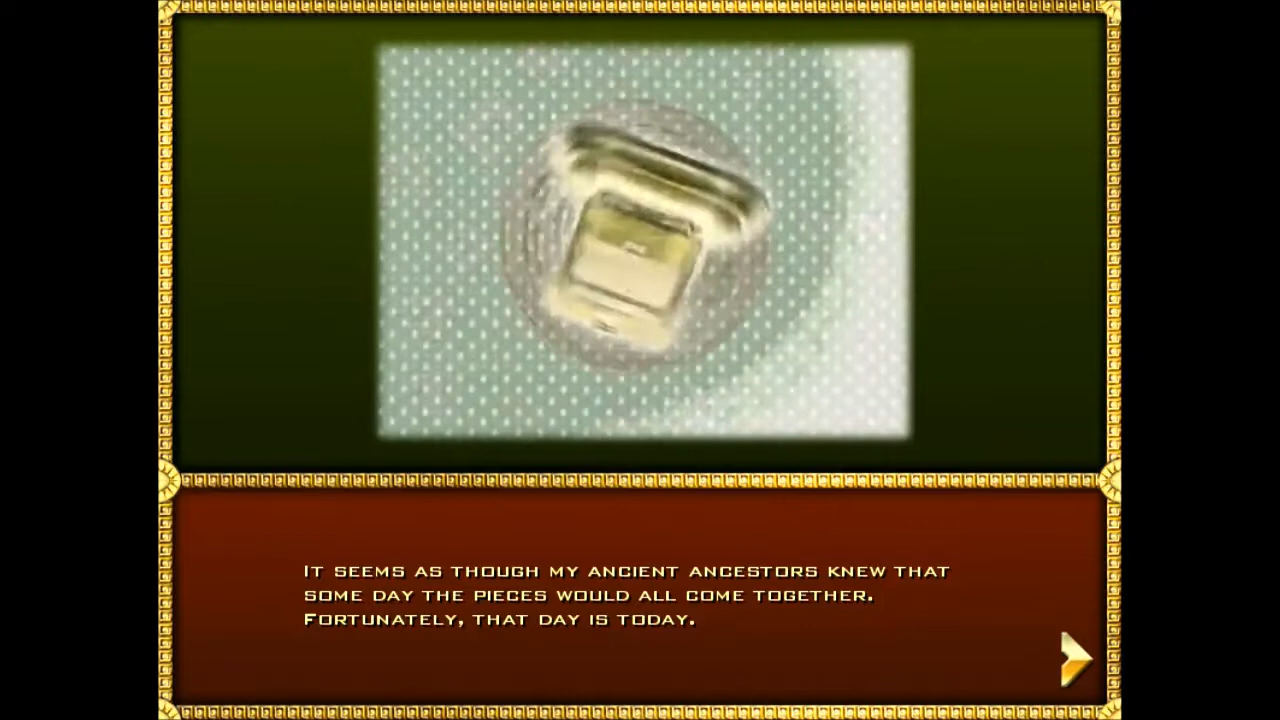 It seems as though my ancient ancestors knew that
some day the pieces would all come together.
Fortunately, that day is today.